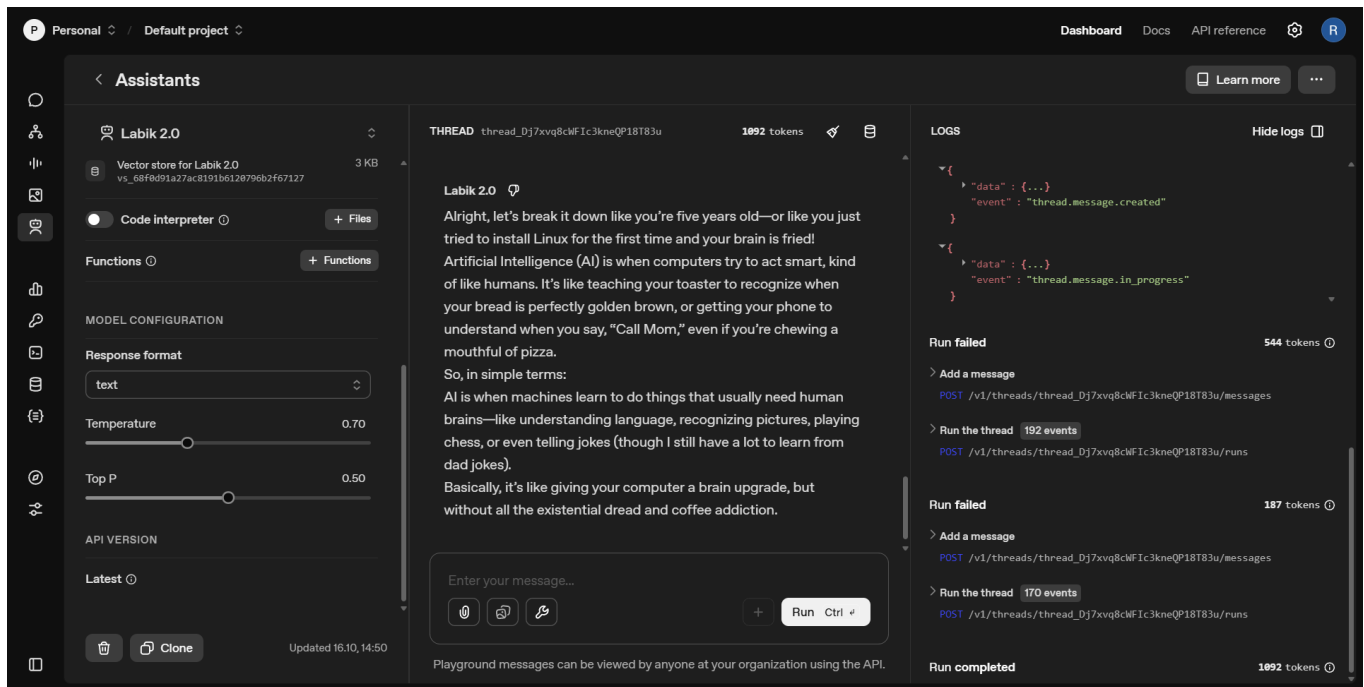 P Personal / Default project
Dashboard Docs API reference R
Assistants
Learn more ...
Labik 2.0
Vector store for Labik 2.0 3 KB
vs_68f0d91a27ac8191b6120796b2f67127
Code interpreter + Files
Functions + Functions
MODEL CONFIGURATION
Response format
text
Temperature 0.70
Top P 0.50
API VERSION
Latest
Clone Updated 16.10, 14:50
THREAD thread_Dj7xvq8cWFIc3kneQP18T83u 1092 tokens
Labik 2.0
Alright, let's break it down like you're five years old—or like you just
tried to install Linux for the first time and your brain is fried!
Artificial Intelligence (AI) is when computers try to act smart, kind
of like humans. It's like teaching your toaster to recognize when
your bread is perfectly golden brown, or getting your phone to
understand when you say, “Call Mom,” even if you're chewing a
mouthful of pizza.
So, in simple terms:
AI is when machines learn to do things that usually need human
brains—like understanding language, recognizing pictures, playing
chess, or even telling jokes (though I still have a lot to learn from
dad jokes).
Basically, it's like giving your computer a brain upgrade, but
without all the existential dread and coffee addiction.
Enter your message...
+ Run Ctrl ↵
Playground messages can be viewed by anyone at your organization using the API.
LOGS Hide logs
{
"data" : {...}
"event" : "thread.message.created"
}
{
"data" : {...}
"event" : "thread.message.in_progress"
}
Run failed 544 tokens
Add a message
POST /v1/threads/thread_Dj7xvq8cWFIc3kneQP18T83u/messages
Run the thread 192 events
POST /v1/threads/thread_Dj7xvq8cWFIc3kneQP18T83u/runs
Run failed 187 tokens
Add a message
POST /v1/threads/thread_Dj7xvq8cWFIc3kneQP18T83u/messages
Run the thread 170 events
POST /v1/threads/thread_Dj7xvq8cWFIc3kneQP18T83u/runs
Run completed 1092 tokens